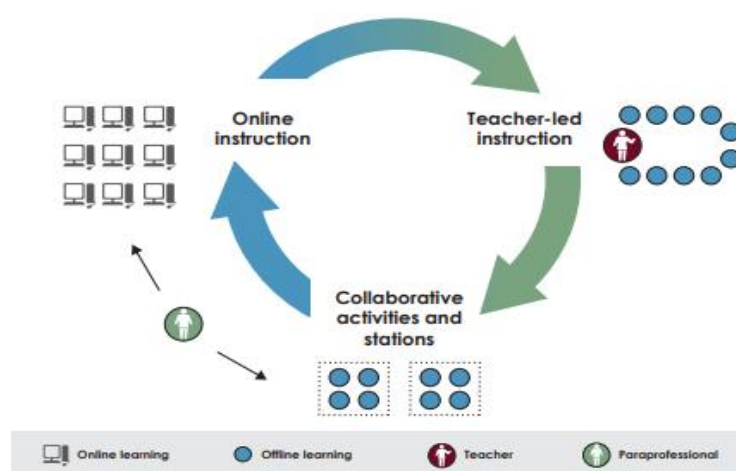 Online
instruction
Teacher-led
instruction
Collaborative
activities and
stations
Online learning
Offline learning
Teacher
Paraprofessional